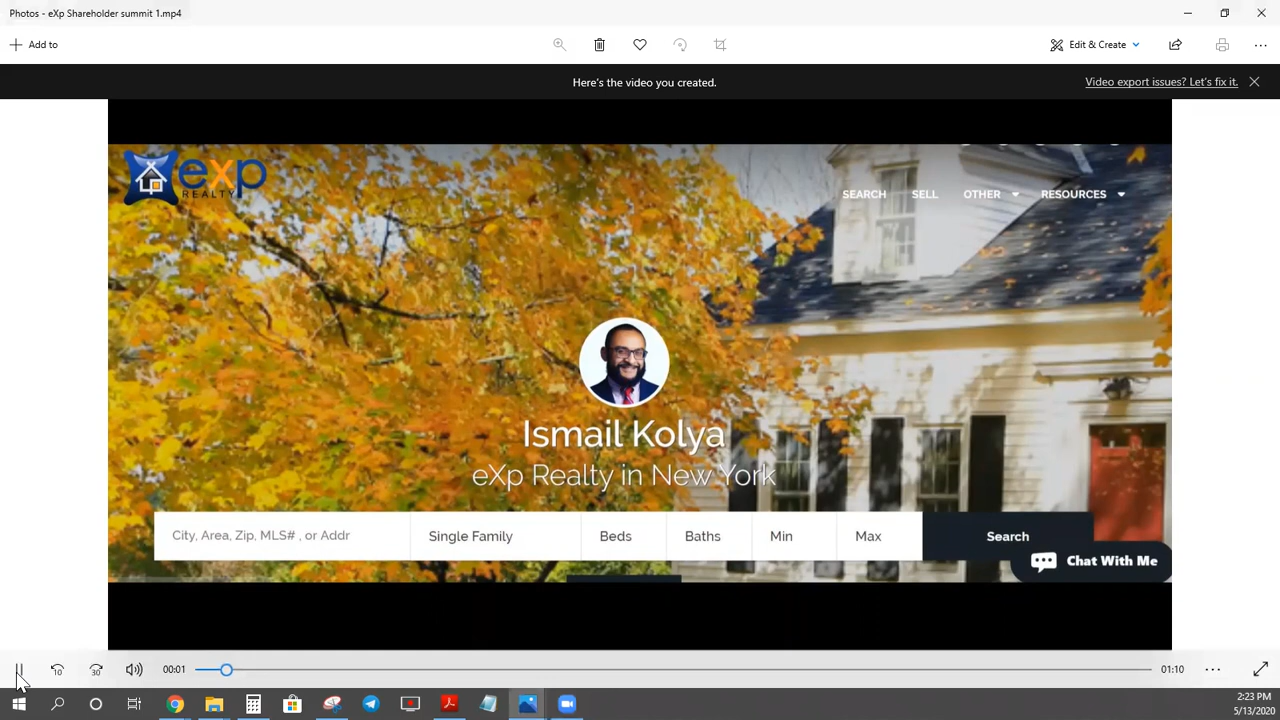 Photos - eXp Shareholder summit 1.mp4
Add to
Edit & Create
Here's the video you created.
Video export issues? Let's fix it.
eXp
REALTY
SEARCH SELL OTHER RESOURCES
Ismail Kolya
eXp Realty in New York
City, Area, Zip, MLS# , or Addr Single Family Beds Baths Min Max Search
Chat With Me
10 30 00:01 01:10
2:23 PM
5/13/2020